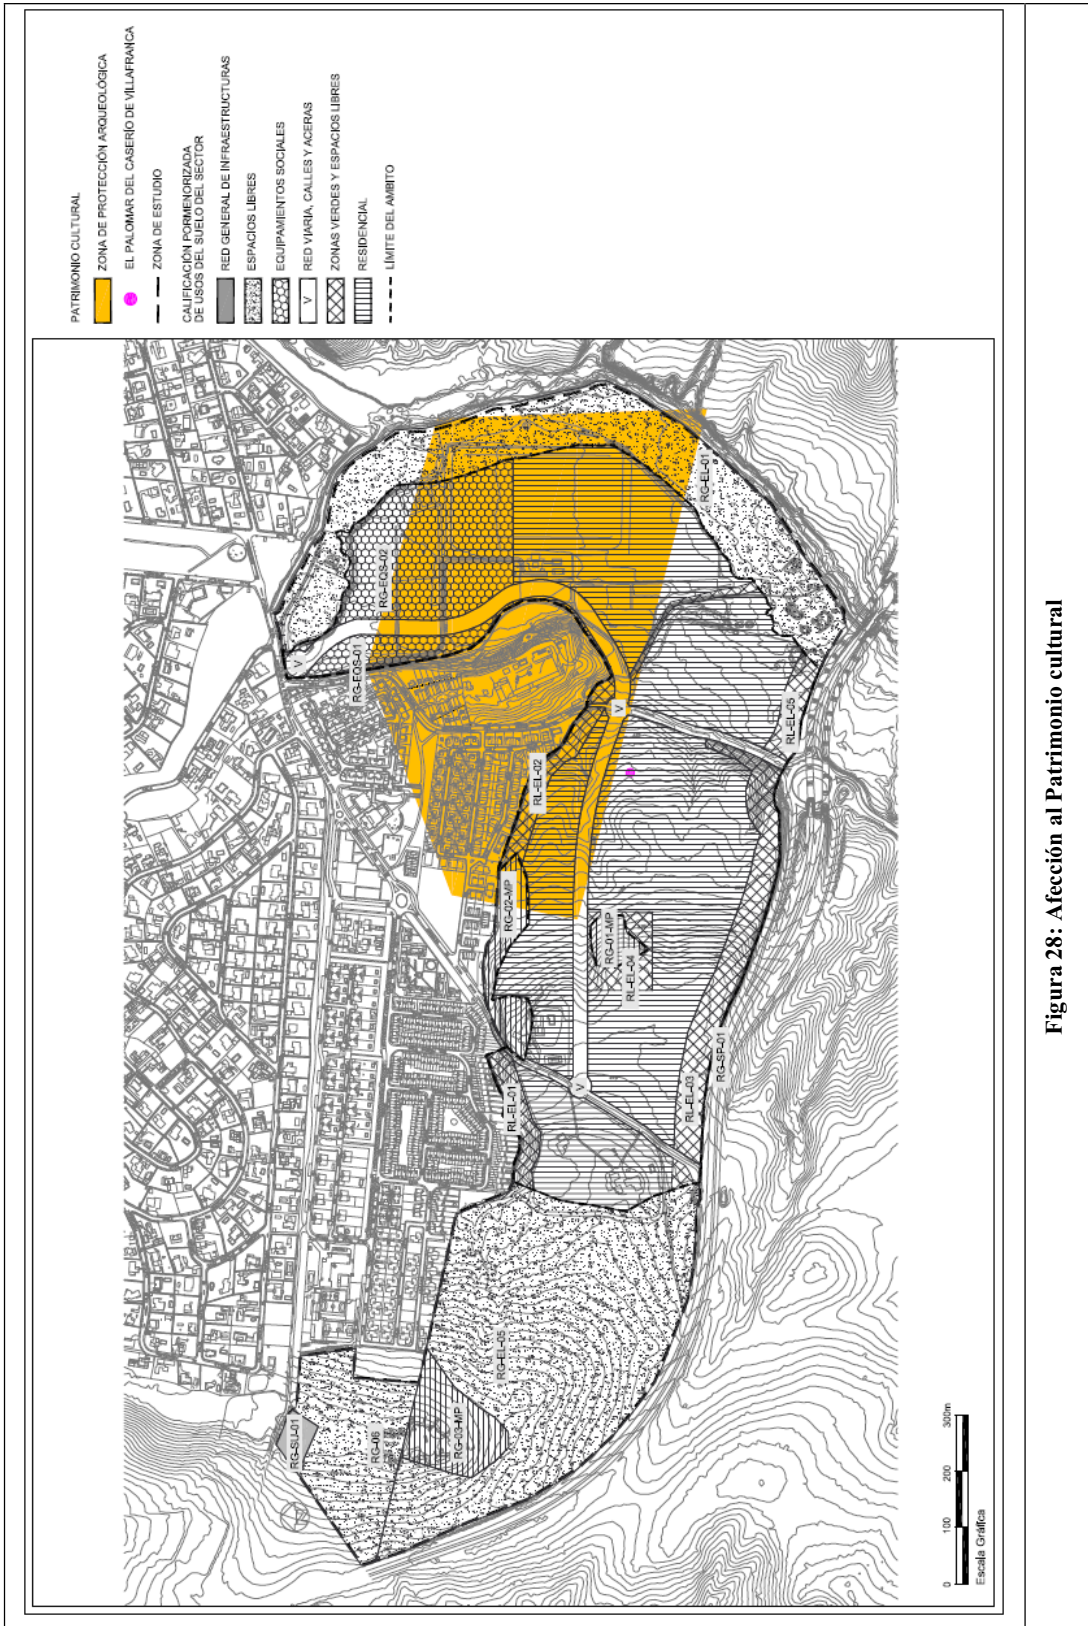 PATRIMONIO CULTURAL
ZONA DE PROTECCIÓN ARQUEOLÓGICA
EL PALOMAR DEL CASERÍO DE VILLAFRANCA
ZONA DE ESTUDIO
CALIFICACIÓN PORMENORIZADA
DE USOS DEL SUELO DEL SECTOR
RED GENERAL DE INFRAESTRUCTURAS
ESPACIOS LIBRES
EQUIPAMIENTOS SOCIALES
V
RED VIARIA, CALLES Y ACERAS
ZONAS VERDES Y ESPACIOS LIBRES
RESIDENCIAL
LÍMITE DEL AMBITO
RG-SU-01
RG-06
RG-03-MP
RG-EL-05
RL-EL-01
V
RL-EL-03
RG-SP-01
RG-02-MP
RG-01-MP
RL-EL-04
RL-EL-02
V
RL-EL-05
V
RG-EQS-01
RG-EQS-02
RG-EL-01
0 100 200 300m
Escala Gráfica
Figura 28: Afección al Patrimonio cultural